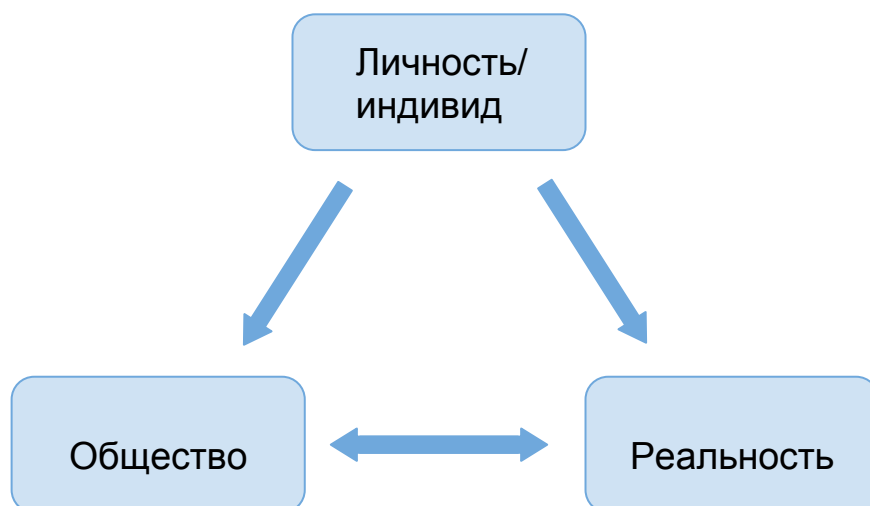 Личность/
индивид
Общество
Реальность